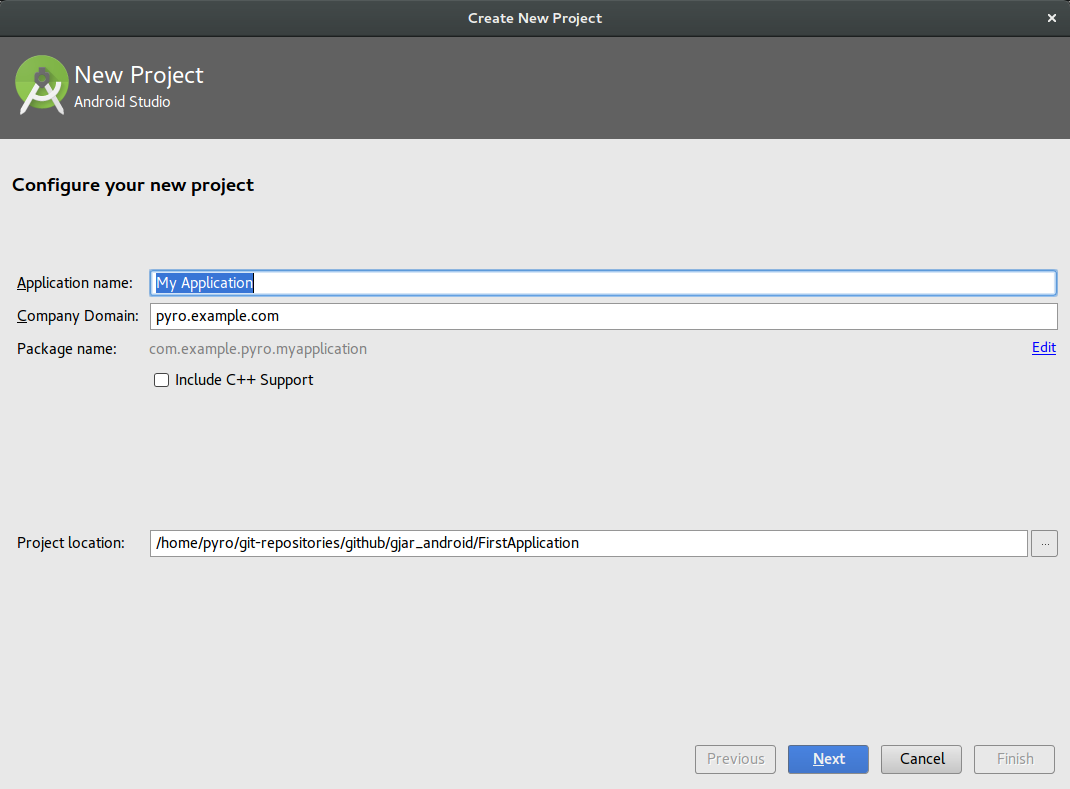 Create New Project ×
New Project
Android Studio
Configure your new project
Application name: My Application
Company Domain: pyro.example.com
Package name: com.example.pyro.myapplication Edit
Include C++ Support
Project location: /home/pyro/git-repositories/github/gjar_android/FirstApplication ...
Previous Next Cancel Finish